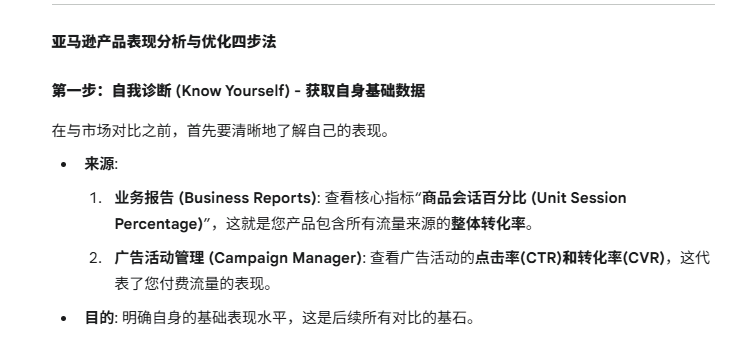 亚马逊产品表现分析与优化四步法
第一步：自我诊断 (Know Yourself) - 获取自身基础数据
在与市场对比之前，首先要清晰地了解自己的表现。
• 来源:
1. 业务报告 (Business Reports): 查看核心指标“商品会话百分比 (Unit Session
Percentage)”，这就是您产品包含所有流量来源的整体转化率。
2. 广告活动管理 (Campaign Manager): 查看广告活动的点击率(CTR)和转化率(CVR)，这代
表了您付费流量的表现。
• 目的: 明确自身的基础表现水平，这是后续所有对比的基石。